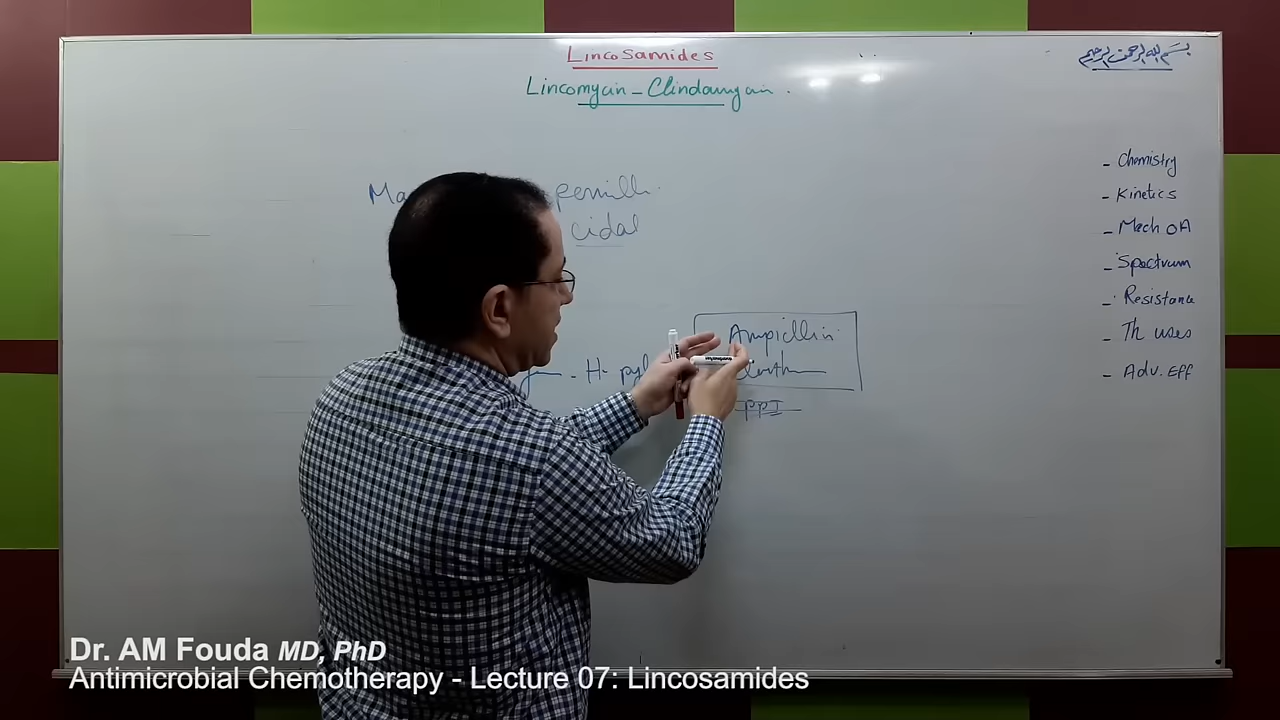 Lincosamides
بسم الله الرحمن الرحيم
Lincomycin - Clindamycin.
- Chemistry
- Kinetics
- Mech OA
- Spectrum
- Resistance
Th uses
- Adv. Eff
cidal
Ampicillin
- H. pyl
PPI
Dr. AM Fouda MD, PhD
Antimicrobial Chemotherapy - Lecture 07: Lincosamides